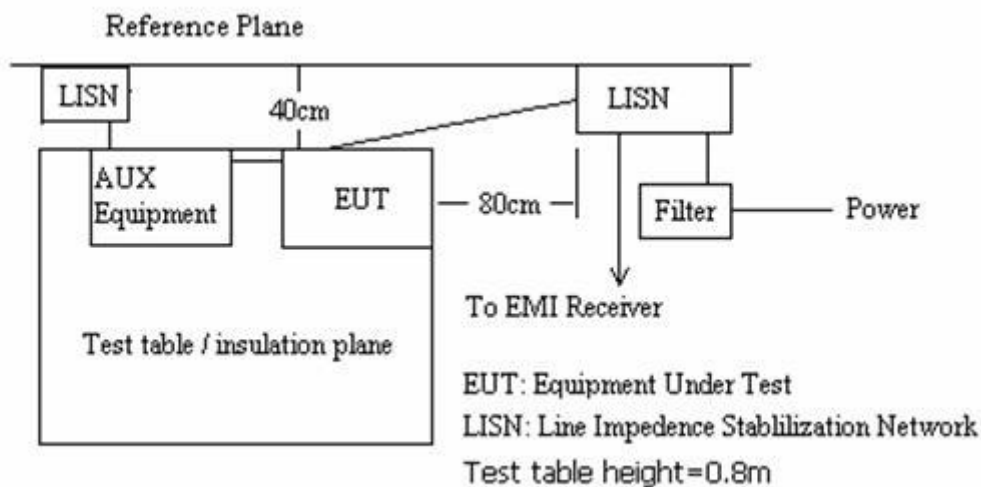 Reference Plane
LISN
40cm
LISN
AUX
Equipment
EUT
80cm
Filter
Power
To EMI Receiver
Test table / insulation plane
EUT: Equipment Under Test
LISN: Line Impedence Stablilization Network
Test table height=0.8m